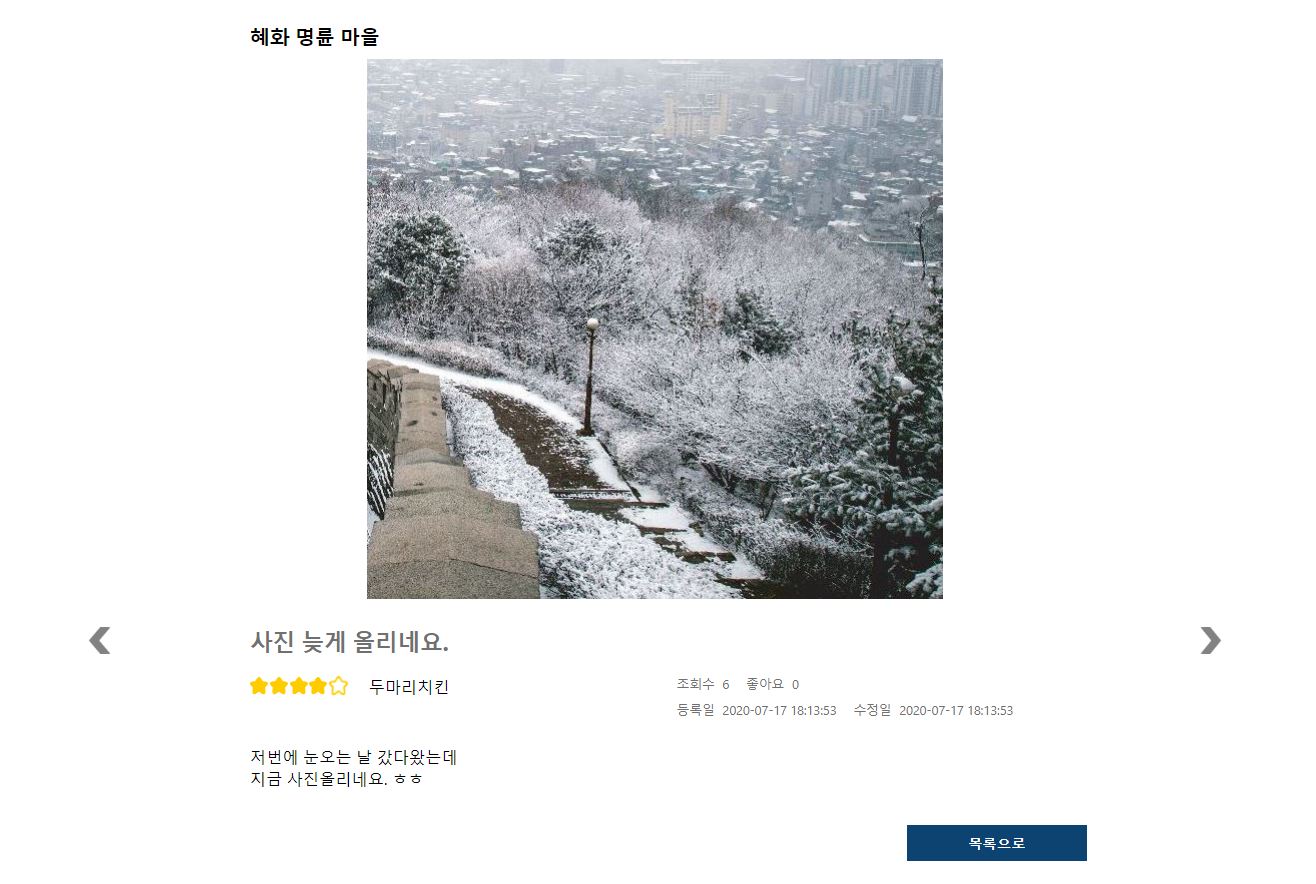 혜화 명륜 마을
사진 늦게 올리네요.
두마리치킨
조회수 6 좋아요 0
등록일 2020-07-17 18:13:53 수정일 2020-07-17 18:13:53
저번에 눈오는 날 갔다왔는데
지금 사진올리네요. ㅎㅎ
목록으로